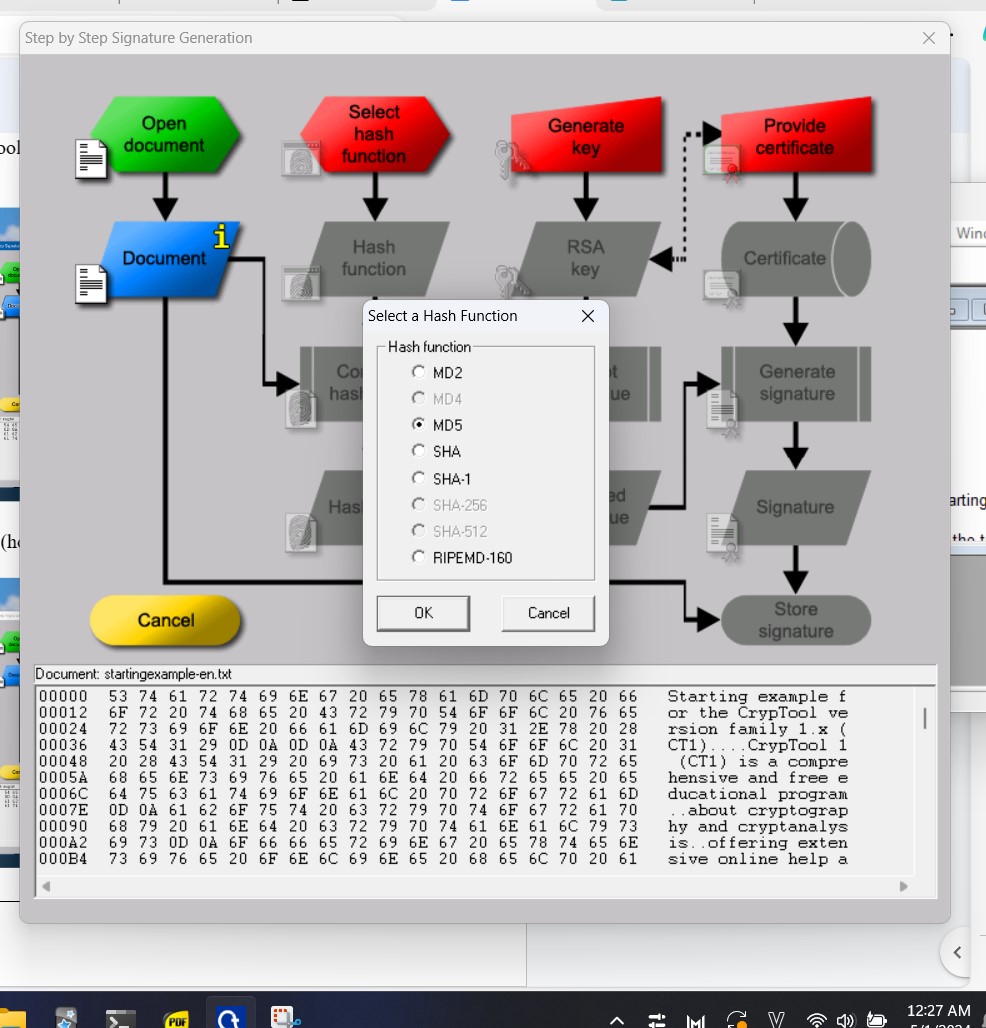 Step by Step Signature Generation
Open
document
Select
hash
function
Generate
key
Provide
certificate
Document
i
Hash
function
RSA
key
Certificate
Wind
Select a Hash Function
Hash function
MD2
MD4
MD5
SHA
SHA-1
SHA-256
SHA-512
RIPEMD-160
OK
Cancel
Generate
signature
Signature
Store
signature
Cancel
Document: startingexample-en.txt
00000 53 74 61 72 74 69 6E 67 20 65 78 61 6D 70 6C 65 20 66 Starting example f
00012 6F 72 20 74 68 65 20 43 72 79 70 54 6F 6F 6C 20 76 65 or the CrypTool ve
00024 72 73 69 6F 6E 20 66 61 6D 69 6C 79 20 31 2E 78 20 28 rsion family 1.x (
00036 43 54 31 29 0D 0A 0D 0A 43 72 79 70 54 6F 6F 6C 20 31 CT1)....CrypTool 1
00048 20 28 43 54 31 29 20 69 73 20 61 20 63 6F 6D 70 72 65 (CT1) is a compre
0005A 68 65 6E 73 69 76 65 20 61 6E 64 20 66 72 65 65 20 65 hensive and free e
0006C 64 75 63 61 74 69 6F 6E 61 6C 20 70 72 6F 67 72 61 6D ducational program
0007E 0D 0A 61 62 6F 75 74 20 63 72 79 70 74 6F 67 72 61 70 ..about cryptograp
00090 68 79 20 61 6E 64 20 63 72 79 70 74 61 6E 61 6C 79 73 hy and cryptanalys
000A2 69 73 0D 0A 6F 66 66 65 72 69 6E 67 20 65 78 74 65 6E is..offering exten
000B4 73 69 76 65 20 6F 6E 6C 69 6E 65 20 68 65 6C 70 20 61 sive online help a
PDF
12:27 AM